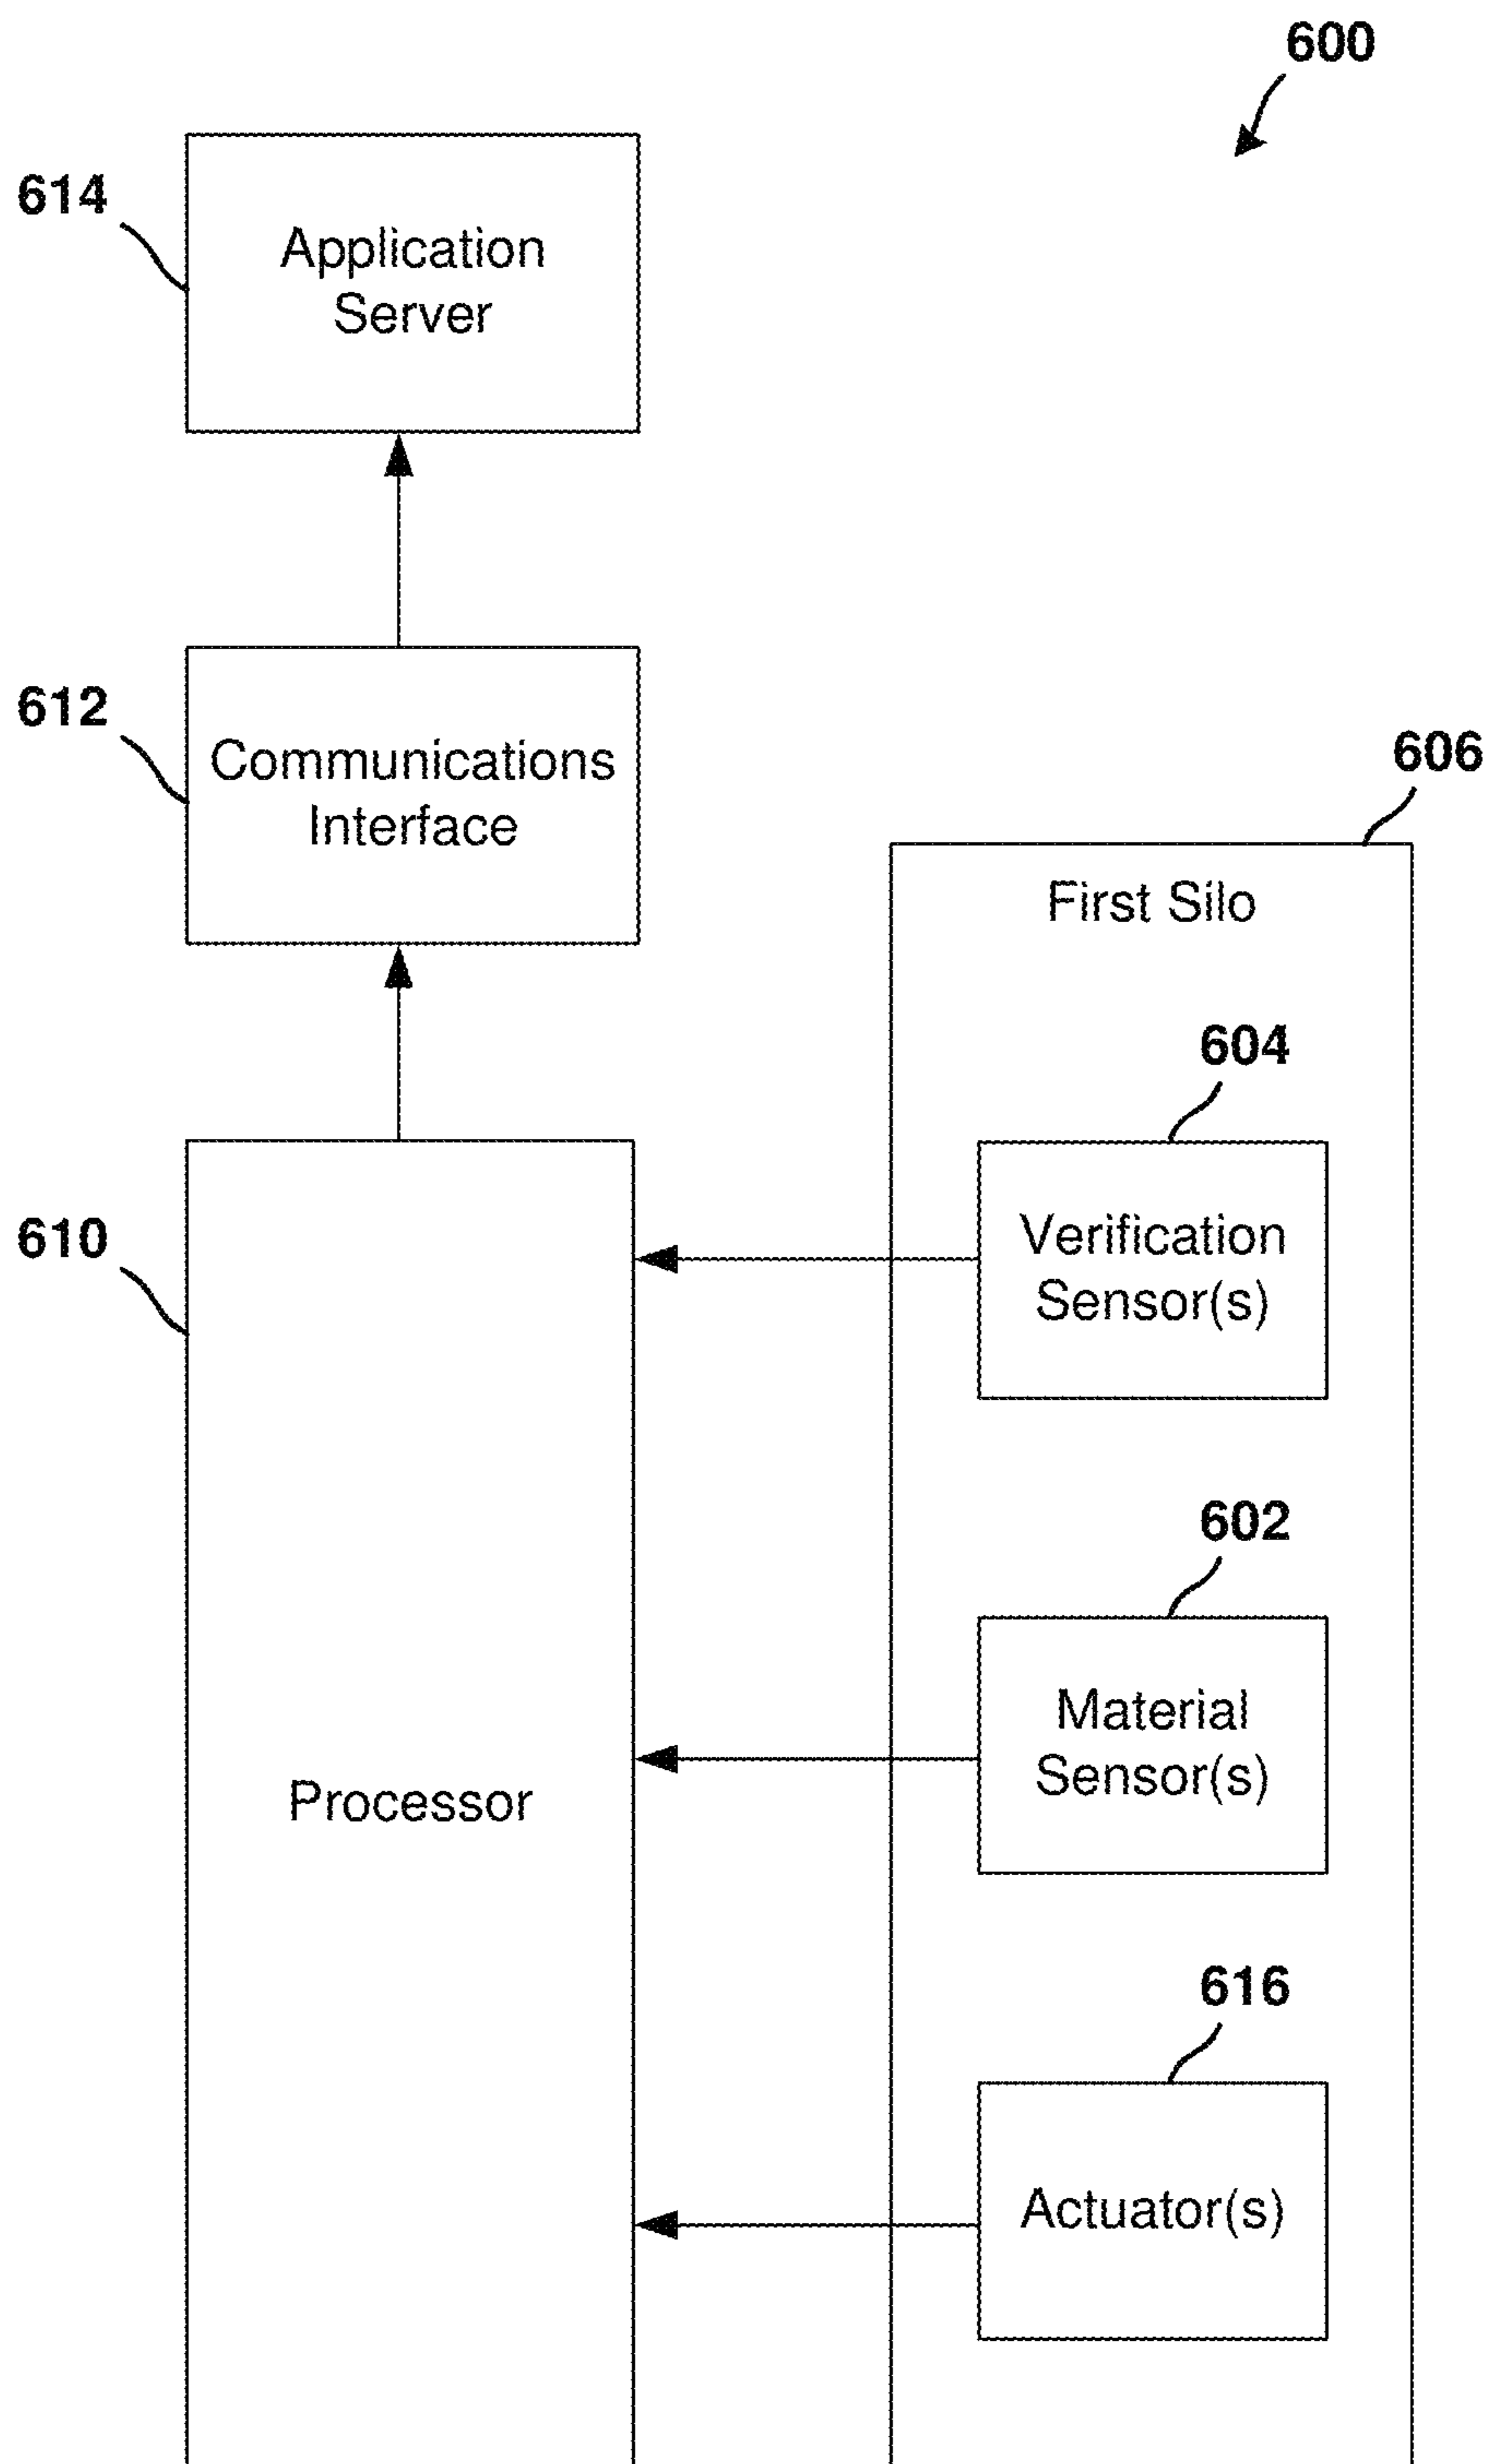 600
614
Application
Server
612
Communications
Interface
606
First Silo
604
610
Verification
Sensor(s)
602
Material
Sensor(s)
Processor
616
Actuator(s)